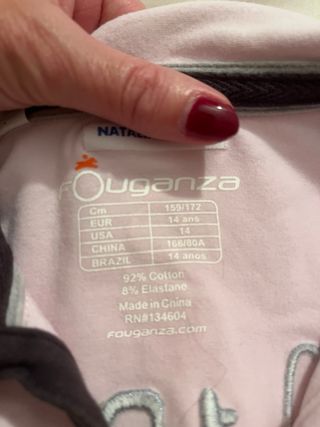 Fouganza
Cm 159/172
EUR 14 ans
USA 14
CHINA 166/80A
BRAZIL 14 anos
92% Cotton
8% Elastane
Made in China
RN#134604
FOUGANZA.COM